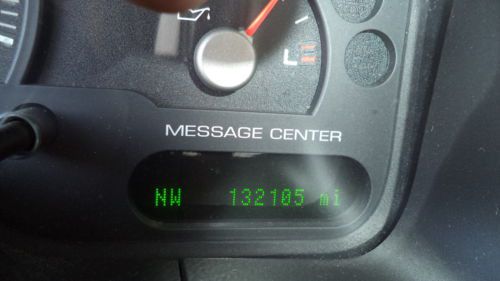 L
MESSAGE CENTER
NW 132105 mi